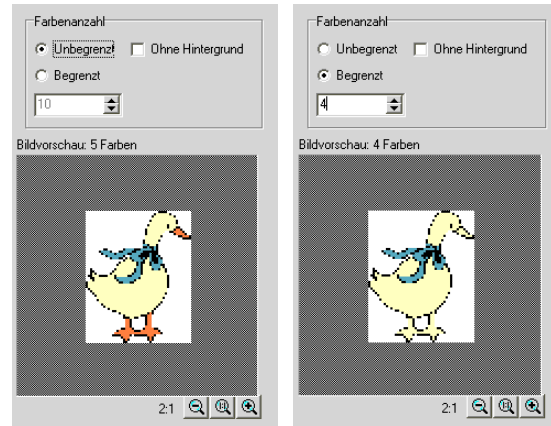 Farbenanzahl
Unbegrenzt Ohne Hintergrund
Begrenzt
10
Bildvorschau: 5 Farben
2:1
Farbenanzahl
Unbegrenzt Ohne Hintergrund
Begrenzt
4
Bildvorschau: 4 Farben
2:1